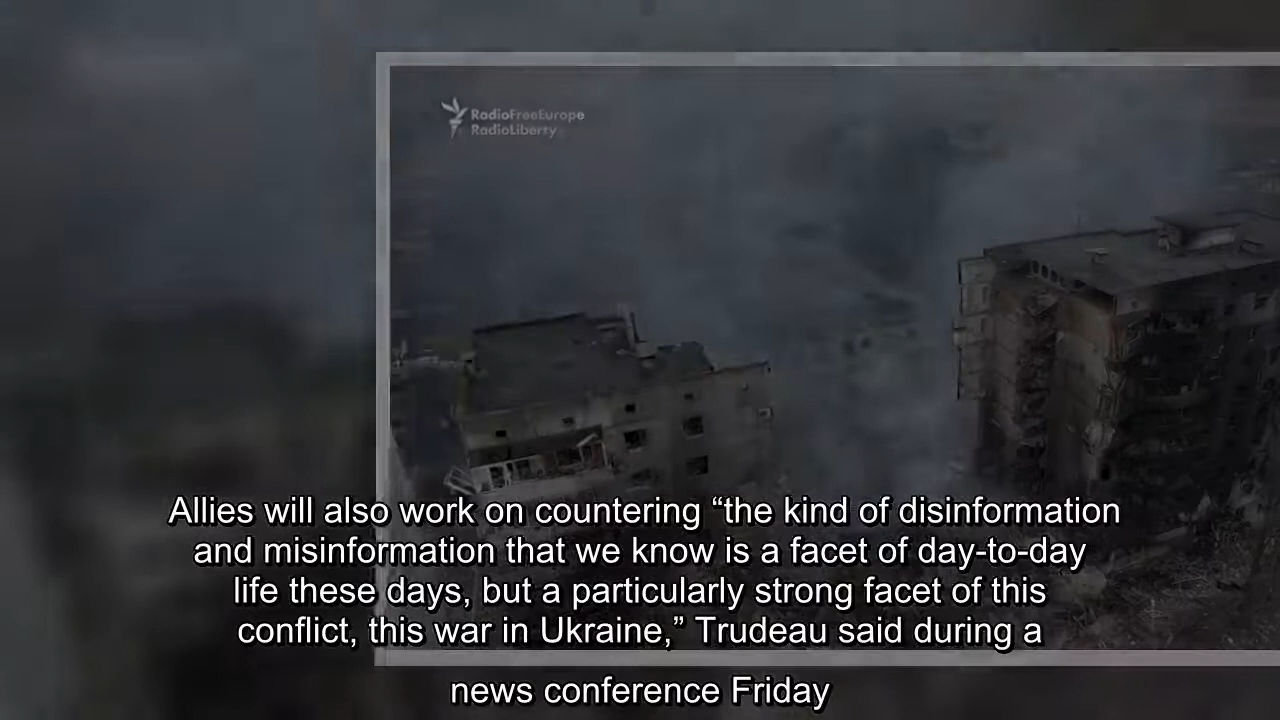 RadioFreeEurope
RadioLiberty
Allies will also work on countering “the kind of disinformation
and misinformation that we know is a facet of day-to-day
life these days, but a particularly strong facet of this
conflict, this war in Ukraine,” Trudeau said during a
news conference Friday